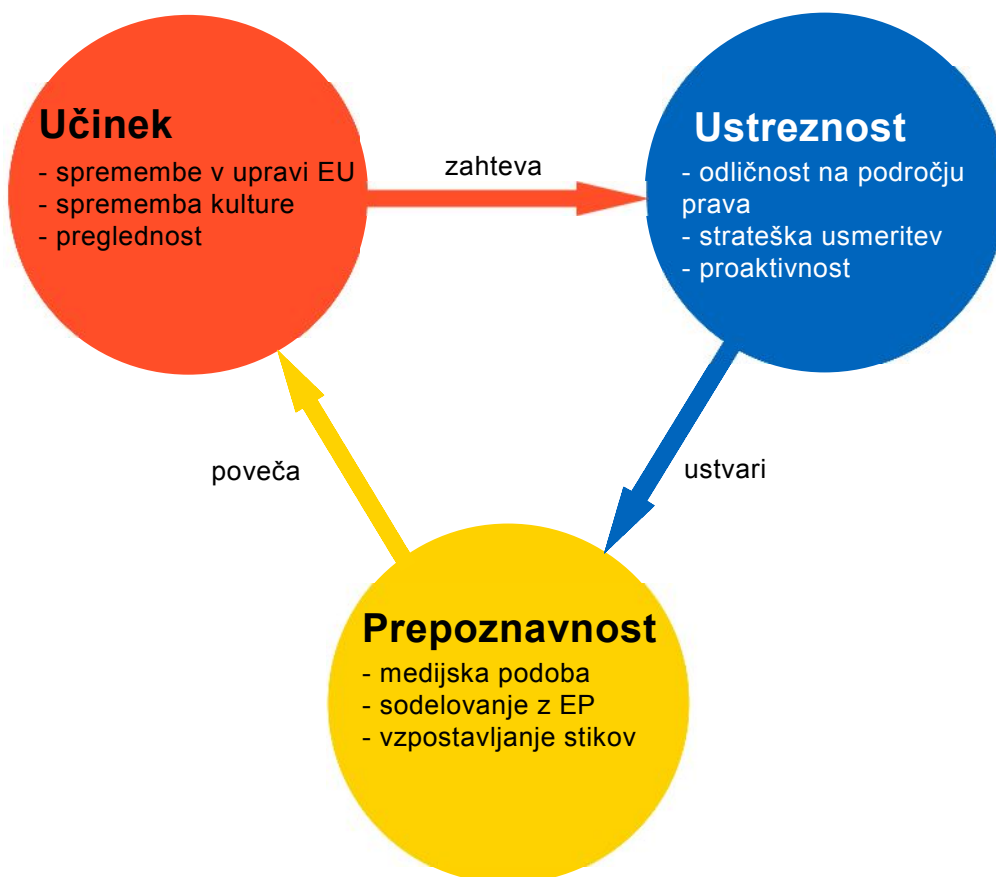 Učinek
- spremembe v upravi EU
- sprememba kulture
- preglednost
zahteva
Ustreznost
- odličnost na področju
prava
- strateška usmeritev
- proaktivnost
poveča
ustvari
Prepoznavnost
- medijska podoba
- sodelovanje z EP
- vzpostavljanje stikov